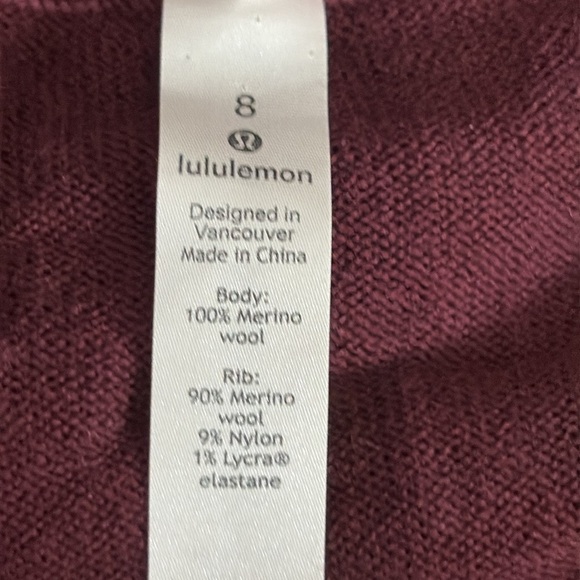 8
lululemon
Designed in
Vancouver
Made in China
Body:
100% Merino
wool
Rib:
90% Merino
wool
9% Nylon
1% Lycra®
elastane